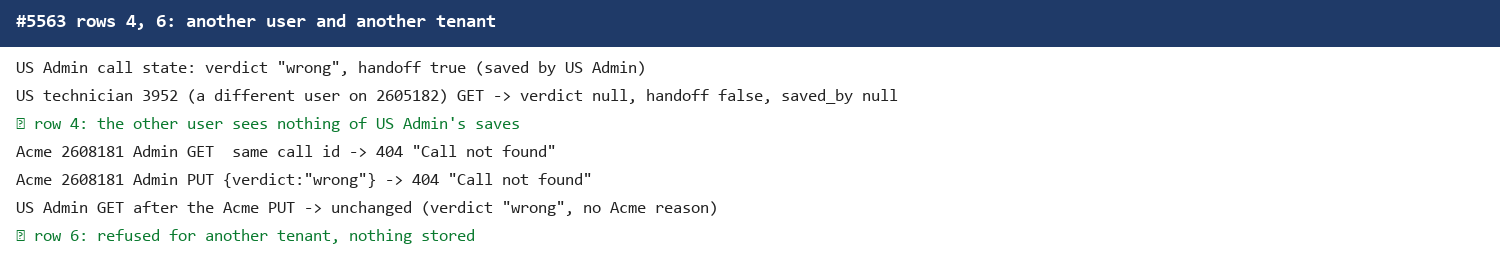 #5563 rows 4, 6: another user and another tenant
US Admin call state: verdict "wrong", handoff true (saved by US Admin)
US technician 3952 (a different user on 2605182) GET -> verdict null, handoff false, saved_by null
row 4: the other user sees nothing of US Admin's saves
Acme 2608181 Admin GET  same call id -> 404 "Call not found"
Acme 2608181 Admin PUT {verdict:"wrong"} -> 404 "Call not found"
US Admin GET after the Acme PUT -> unchanged (verdict "wrong", no Acme reason)
row 6: refused for another tenant, nothing stored